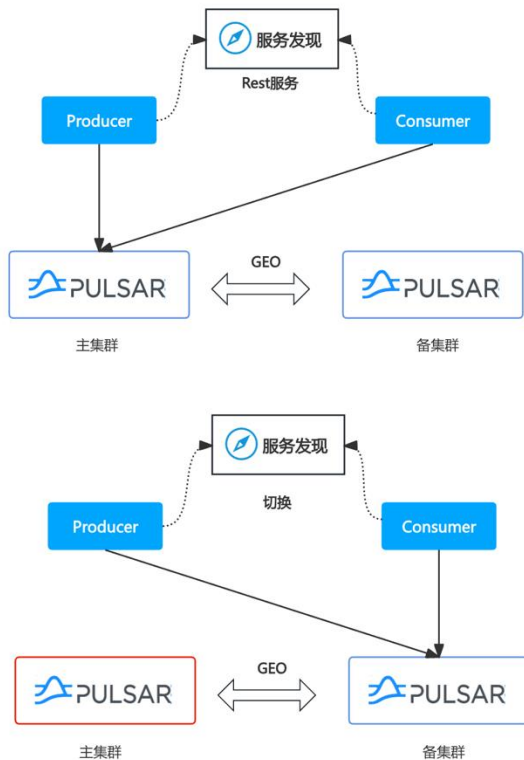 服务发现
Rest服务
Producer
Consumer
GEO
PULSAR
PULSAR
主集群
备集群
服务发现
切换
Producer
Consumer
GEO
PULSAR
PULSAR
主集群
备集群